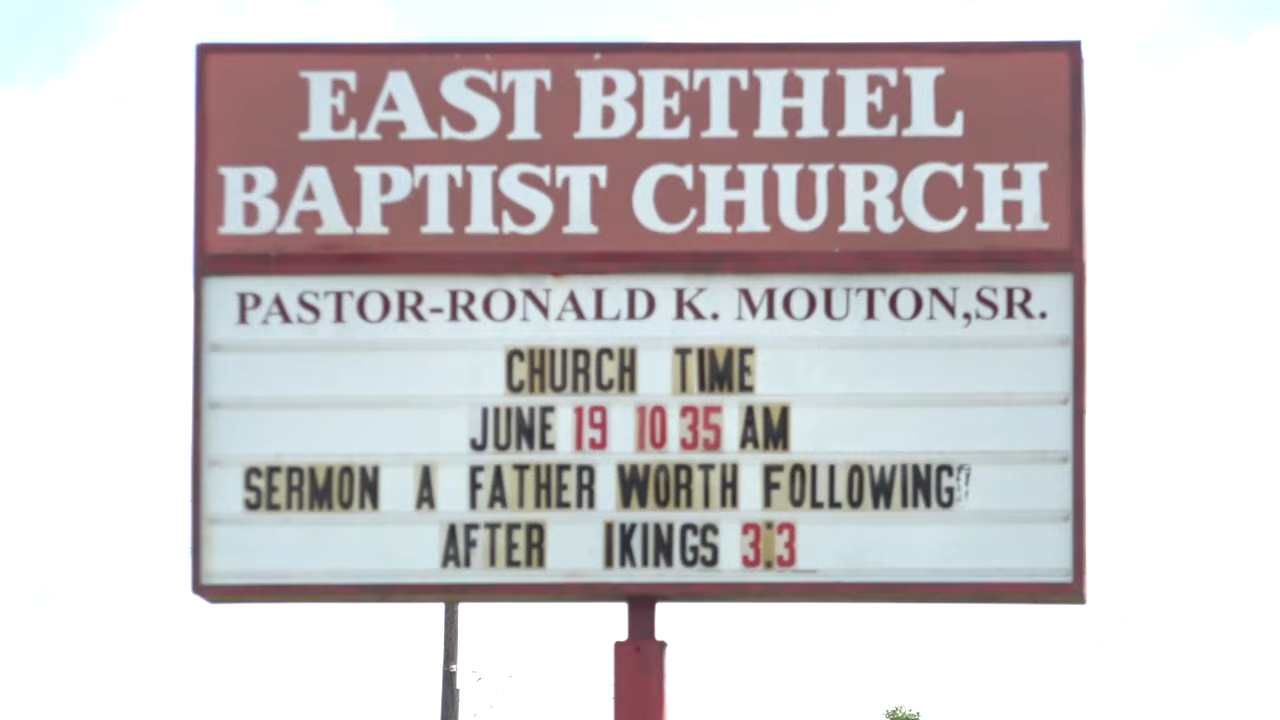 EAST BETHEL
BAPTIST CHURCH
PASTOR-RONALD K. MOUTON,SR.
CHURCH TIME
JUNE 19 10 35 AM
SERMON A FATHER WORTH FOLLOWING
AFTER IKINGS 3:3